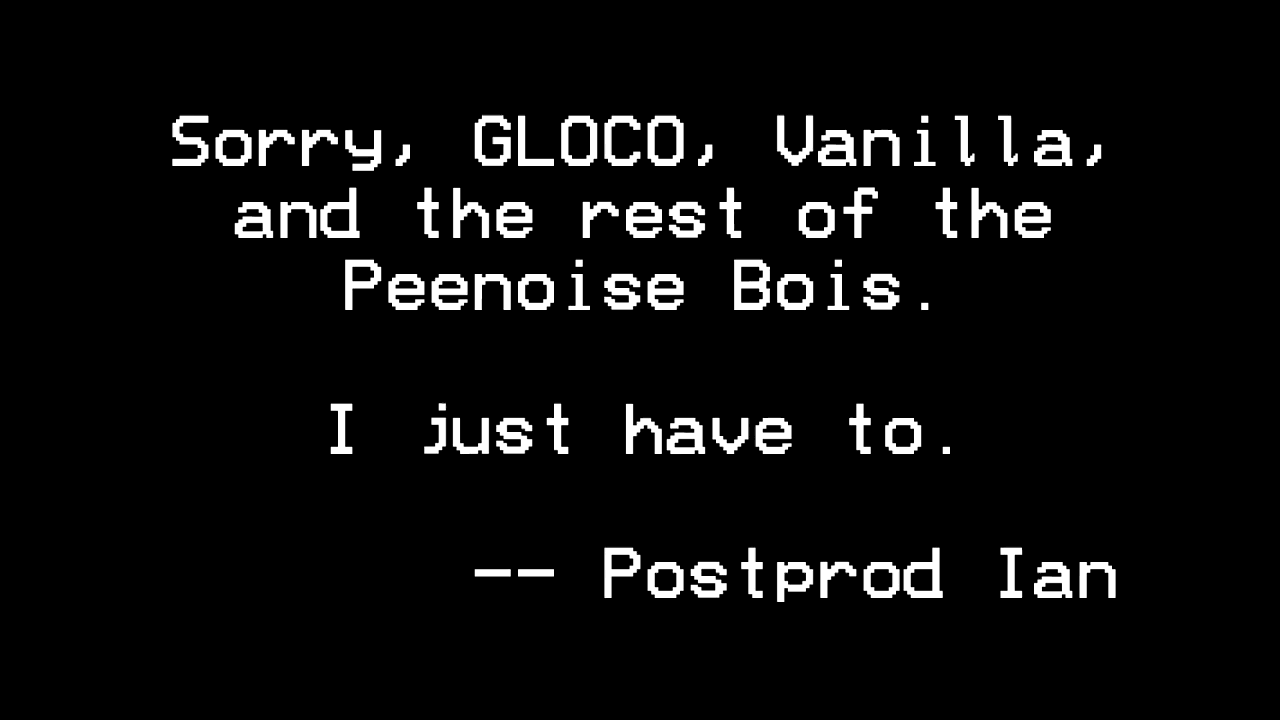 Sorry, GLOCO, Vanilla,
and the rest of the
Peenoise Bois.
I just have to.
-- Postprod Ian